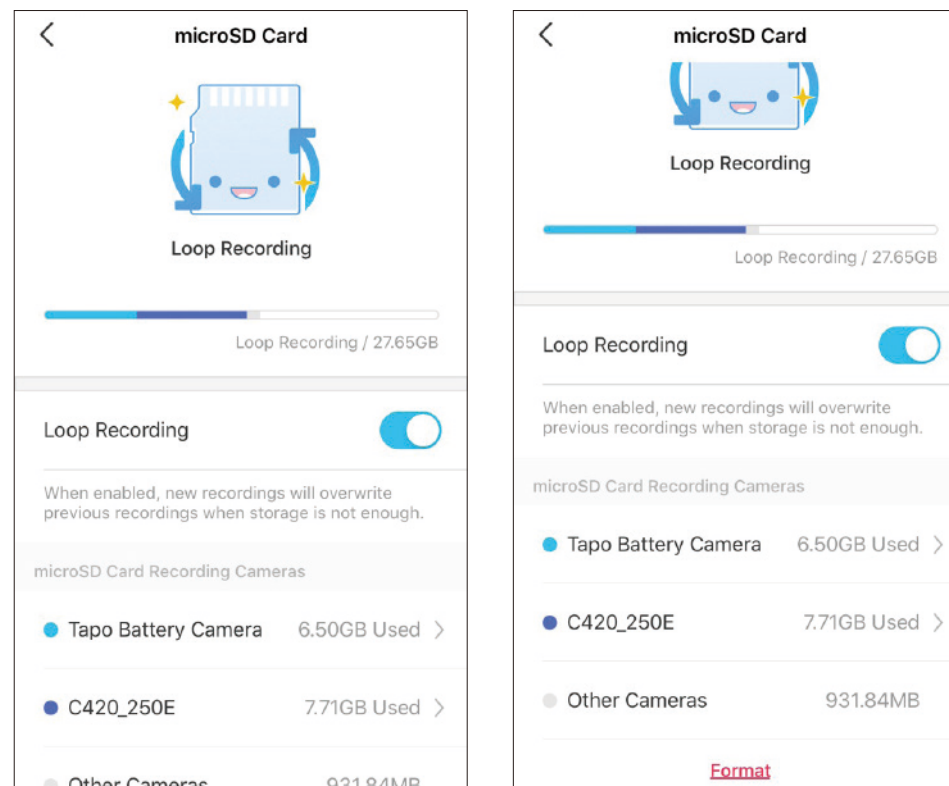 microSD Card
Loop Recording
Loop Recording / 27.65GB
Loop Recording
When enabled, new recordings will overwrite
previous recordings when storage is not enough.
microSD Card Recording Cameras
Tapo Battery Camera 6.50GB Used
C420_250E 7.71GB Used
Other Cameras 931.84MB
microSD Card
Loop Recording
Loop Recording / 27.65GB
Loop Recording
When enabled, new recordings will overwrite
previous recordings when storage is not enough.
microSD Card Recording Cameras
Tapo Battery Camera 6.50GB Used
C420_250E 7.71GB Used
Other Cameras 931.84MB
Format